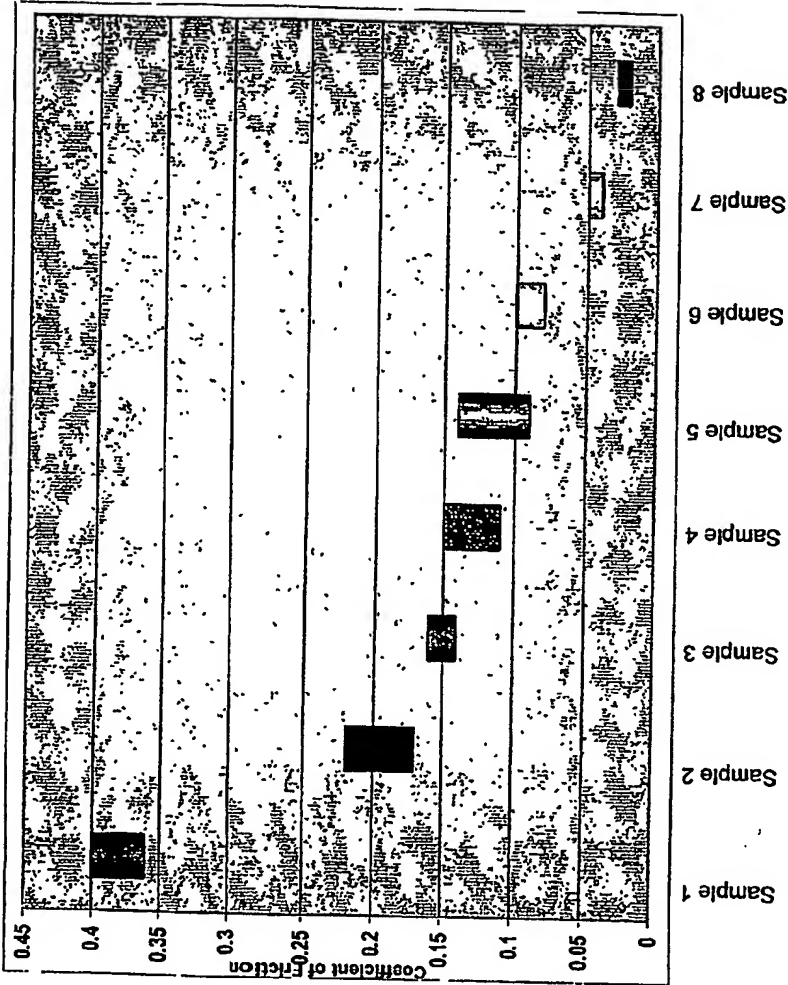 Coefficient of Friction
0.45
0.4
0.35
0.3
0.25
0.2
0.15
0.1
0.05
0
Sample 1
Sample 2
Sample 3
Sample 4
Sample 5
Sample 6
Sample 7
Sample 8